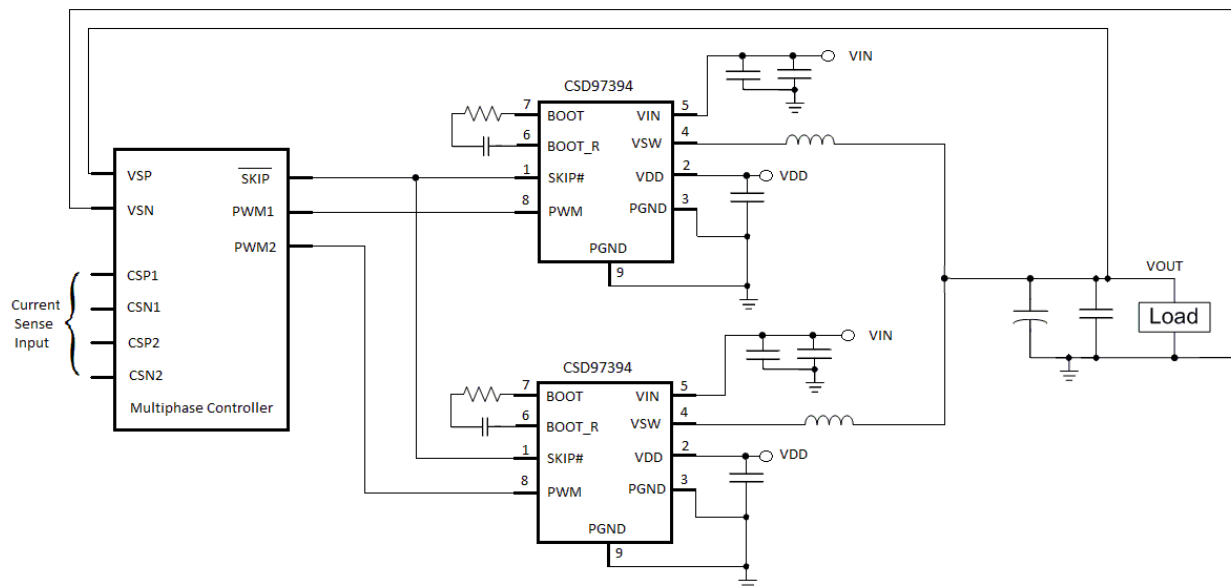 VIN
CSD97394
7
BOOT
VIN
5
6
BOOT_R
VSW
4
1
SKIP#
VDD
2
VDD
8
PWM
PGND
3
PGND
9
VSP
SKIP
VSN
PWM1
PWM2
CSP1
CSN1
CSP2
CSN2
Multiphase Controller
Current
Sense
Input
VOUT
Load
VIN
CSD97394
7
BOOT
VIN
5
6
BOOT_R
VSW
4
1
SKIP#
VDD
2
VDD
8
PWM
PGND
3
PGND
9